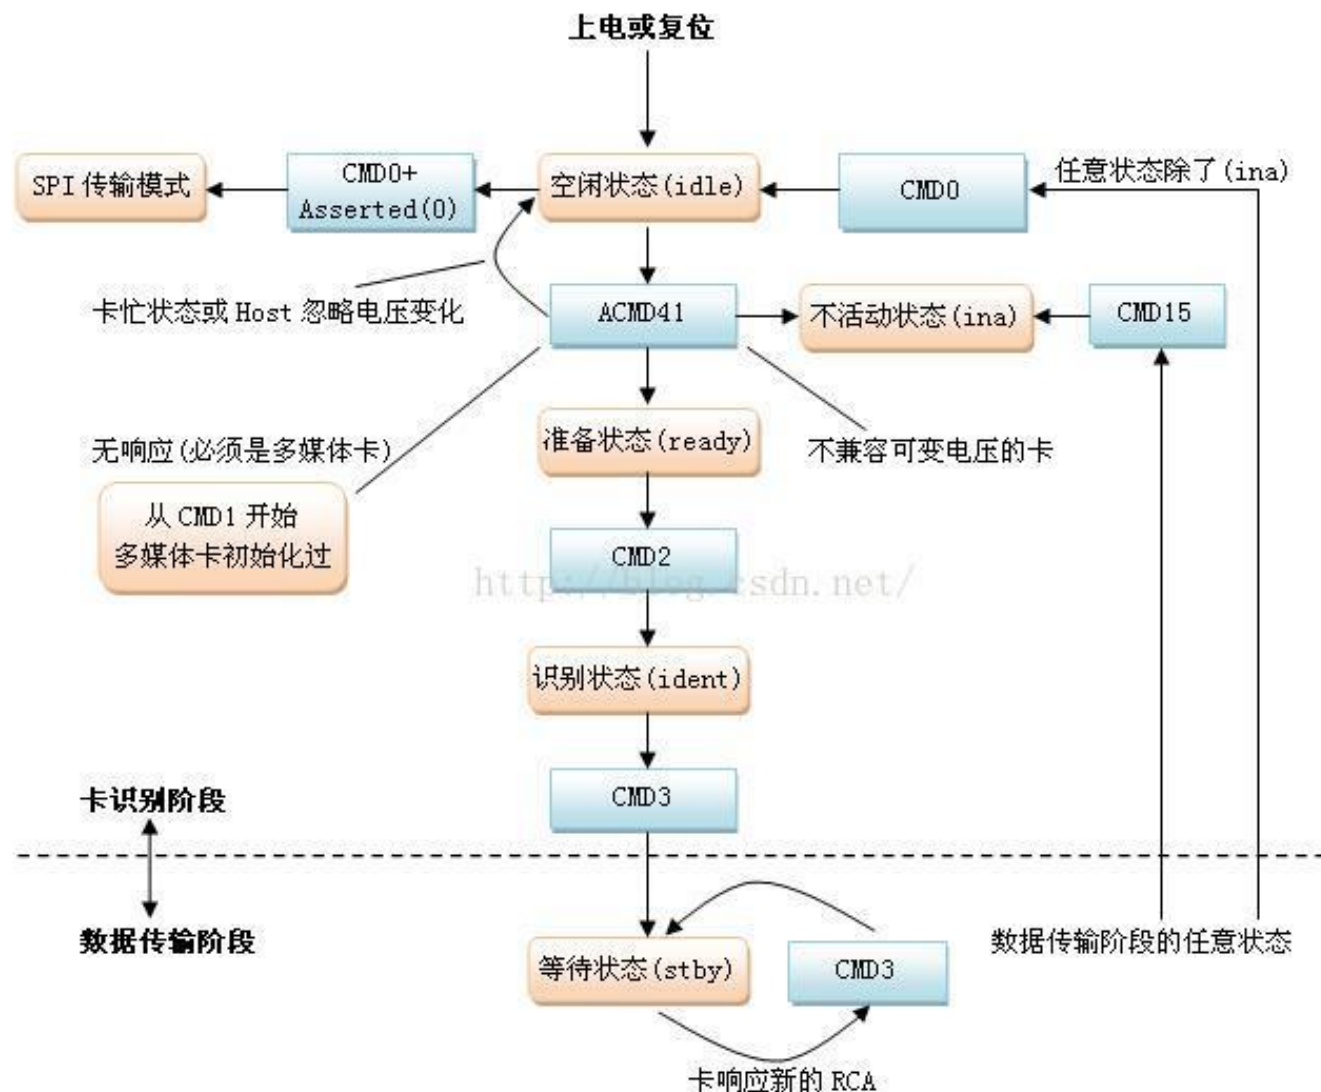 上电或复位
SPI 传输模式
CMD0+
Asserted(0)
空闲状态(idle)
CMD0
任意状态除了(ina)
卡忙状态或 Host 忽略电压变化
ACMD41
不活动状态(ina)
CMD15
无响应(必须是多媒体卡)
准备状态(ready)
不兼容可变电压的卡
从 CMD1 开始
多媒体卡初始化过
CMD2
http://blog.csdn.net/
识别状态(ident)
卡识别阶段
CMD3
数据传输阶段
等待状态(stby)
CMD3
数据传输阶段的任意状态
卡响应新的 RCA